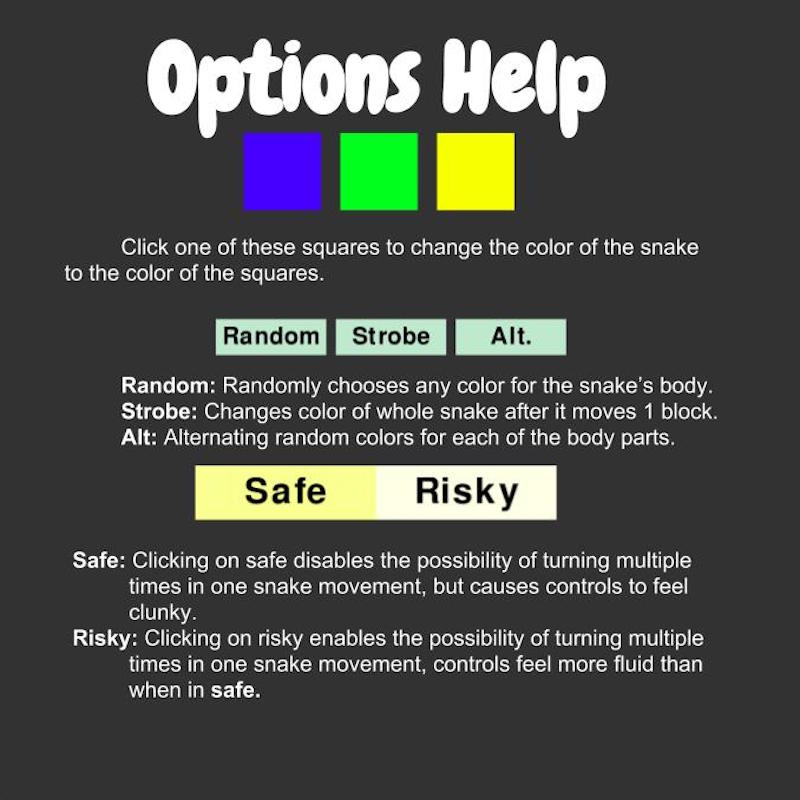 Options Help
Click one of these squares to change the color of the snake
to the color of the squares.
Random Strobe Alt.
Random: Randomly chooses any color for the snake's body.
Strobe: Changes color of whole snake after it moves 1 block.
Alt: Alternating random colors for each of the body parts.
Safe Risky
Safe: Clicking on safe disables the possibility of turning multiple
times in one snake movement, but causes controls to feel
clunky.
Risky: Clicking on risky enables the possibility of turning multiple
times in one snake movement, controls feel more fluid than
when in safe.